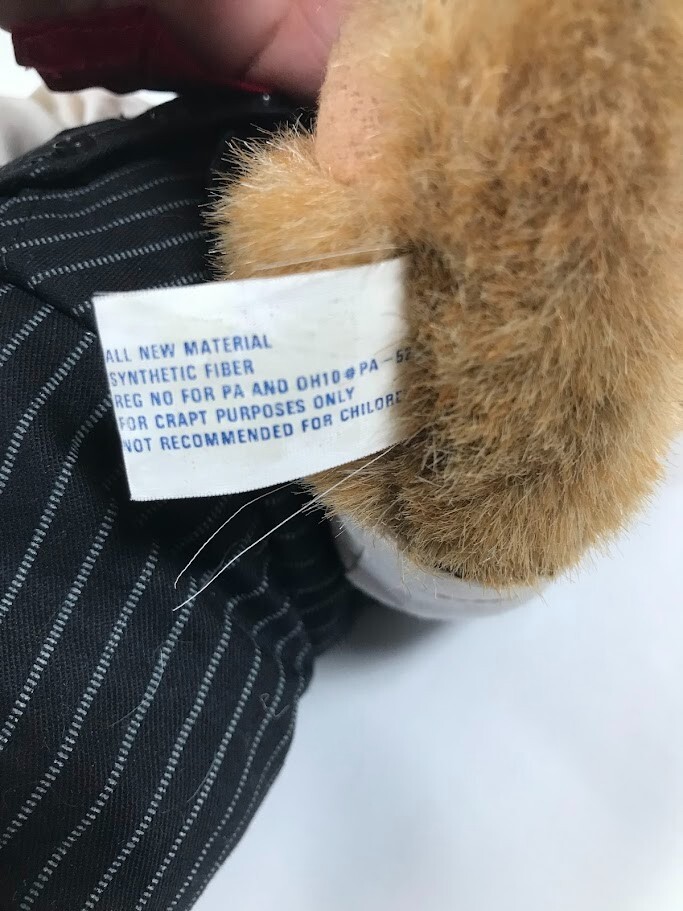 ALL NEW MATERIAL
SYNTHETIC FIBER
REG NO FOR PA AND OH10#PA-52
FOR CRAPT PURPOSES ONLY
NOT RECOMMENDED FOR CHILDRE